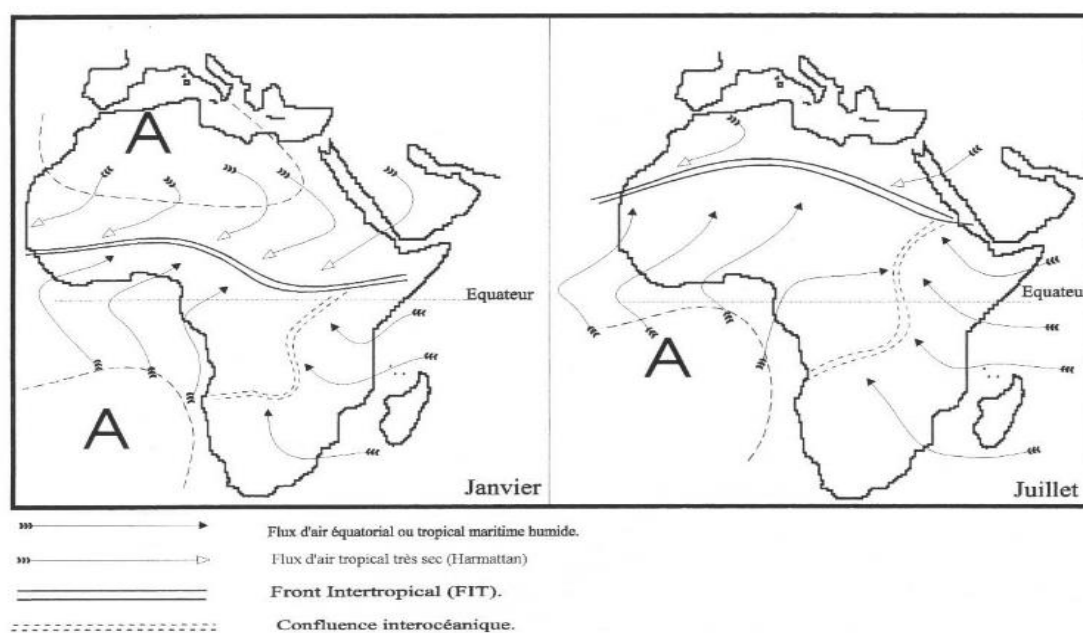 A
Equateur
A
Janvier
Equateur
A
Juillet
Flux d'air équatorial ou tropical maritime humide.
Flux d'air tropical très sec (Harmattan)
Front Intertropical (FIT).
Confluence interocéanique.